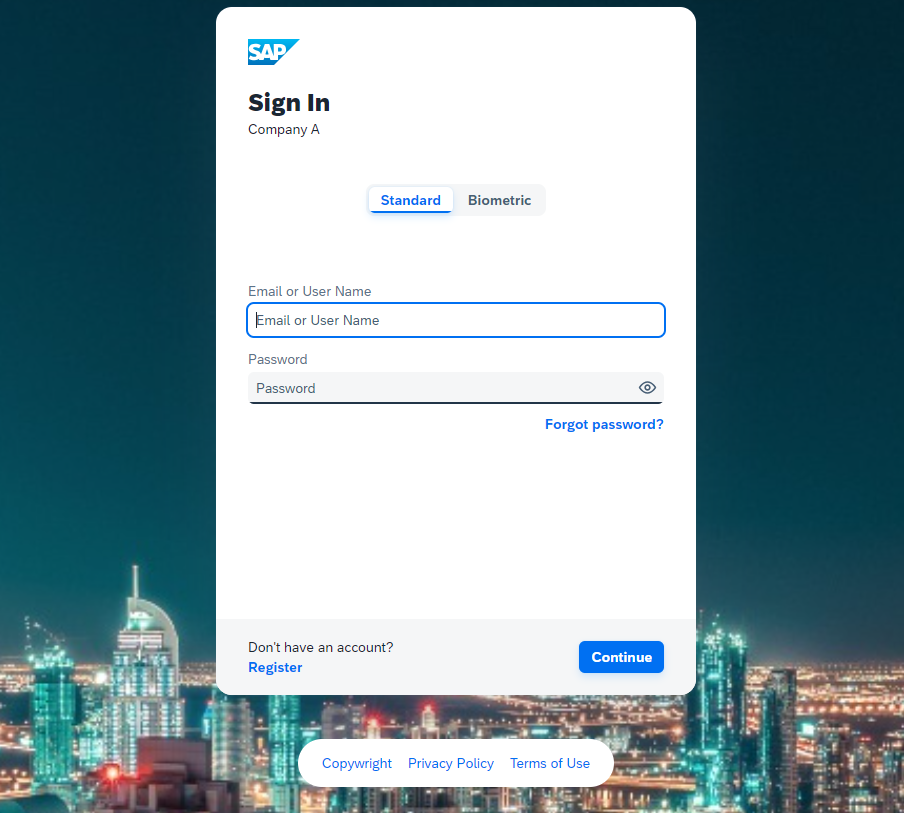 SAP
Sign In
Company A
Standard Biometric
Email or User Name
Email or User Name
Password
Password
Forgot password?
Don't have an account?
Register
Continue
Copywright Privacy Policy Terms of Use